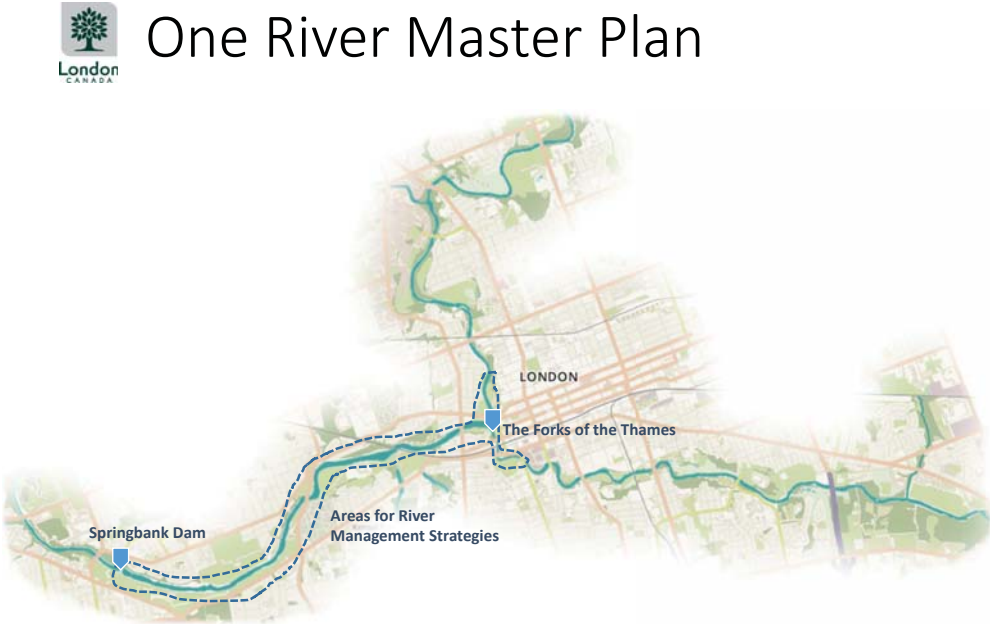 London
CANADA
One River Master Plan
LONDON
The Forks of the Thames
Areas for River
Management Strategies
Springbank Dam